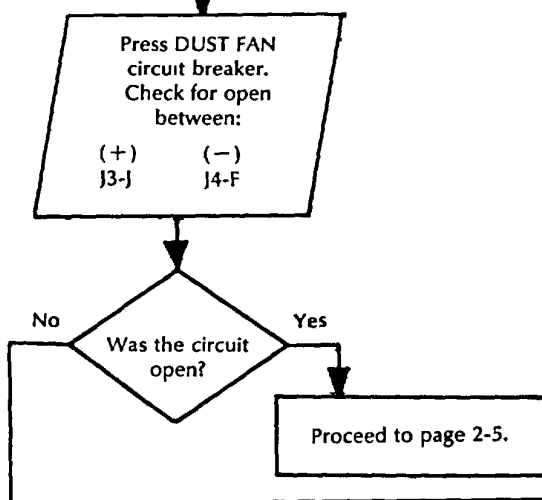 Press DUST FAN
circuit breaker.
Check for open
between:
(+) (−)
J3-J J4-F
No
Yes
Was the circuit
open?
Proceed to page 2-5.